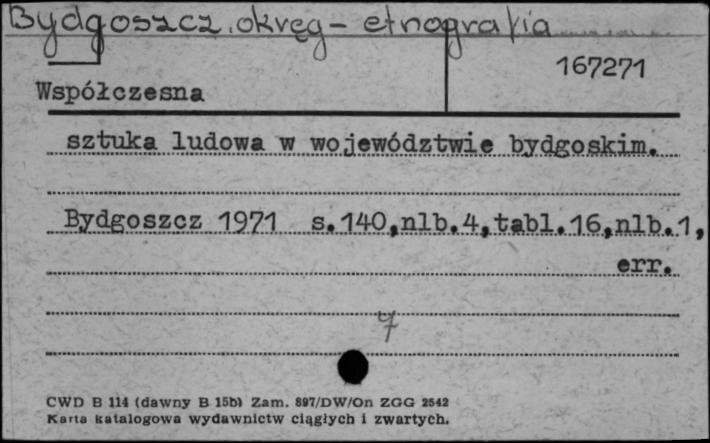 Bydgoszcz, okręg - etnografia
167271
Współczesna
sztuka ludowa w województwie bydgoskim.
Bydgoszcz 1971 s.140,nlb.4,tabl.16,nlb.1,
err.
7
CWD B 114 (dawny B 15b) Zam. 897/DW/On ZGG 2542
Karta katalogowa wydawnictw ciągłych i zwartych.